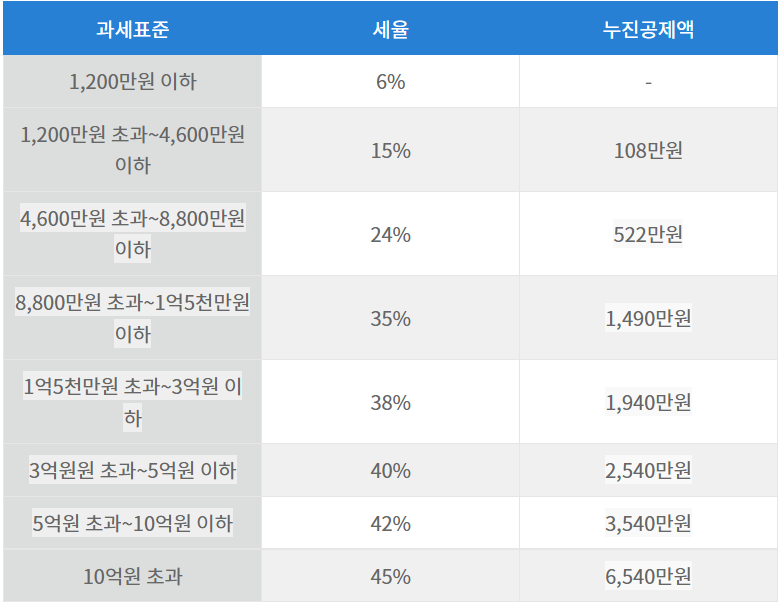 과세표준 세율 누진공제액
1,200만원 이하 6% -
1,200만원 초과~4,600만원
이하 15% 108만원
4,600만원 초과~8,800만원
이하 24% 522만원
8,800만원 초과~1억5천만원
이하 35% 1,490만원
1억5천만원 초과~3억원 이
하 38% 1,940만원
3억원원 초과~5억원 이하 40% 2,540만원
5억원 초과~10억원 이하 42% 3,540만원
10억원 초과 45% 6,540만원